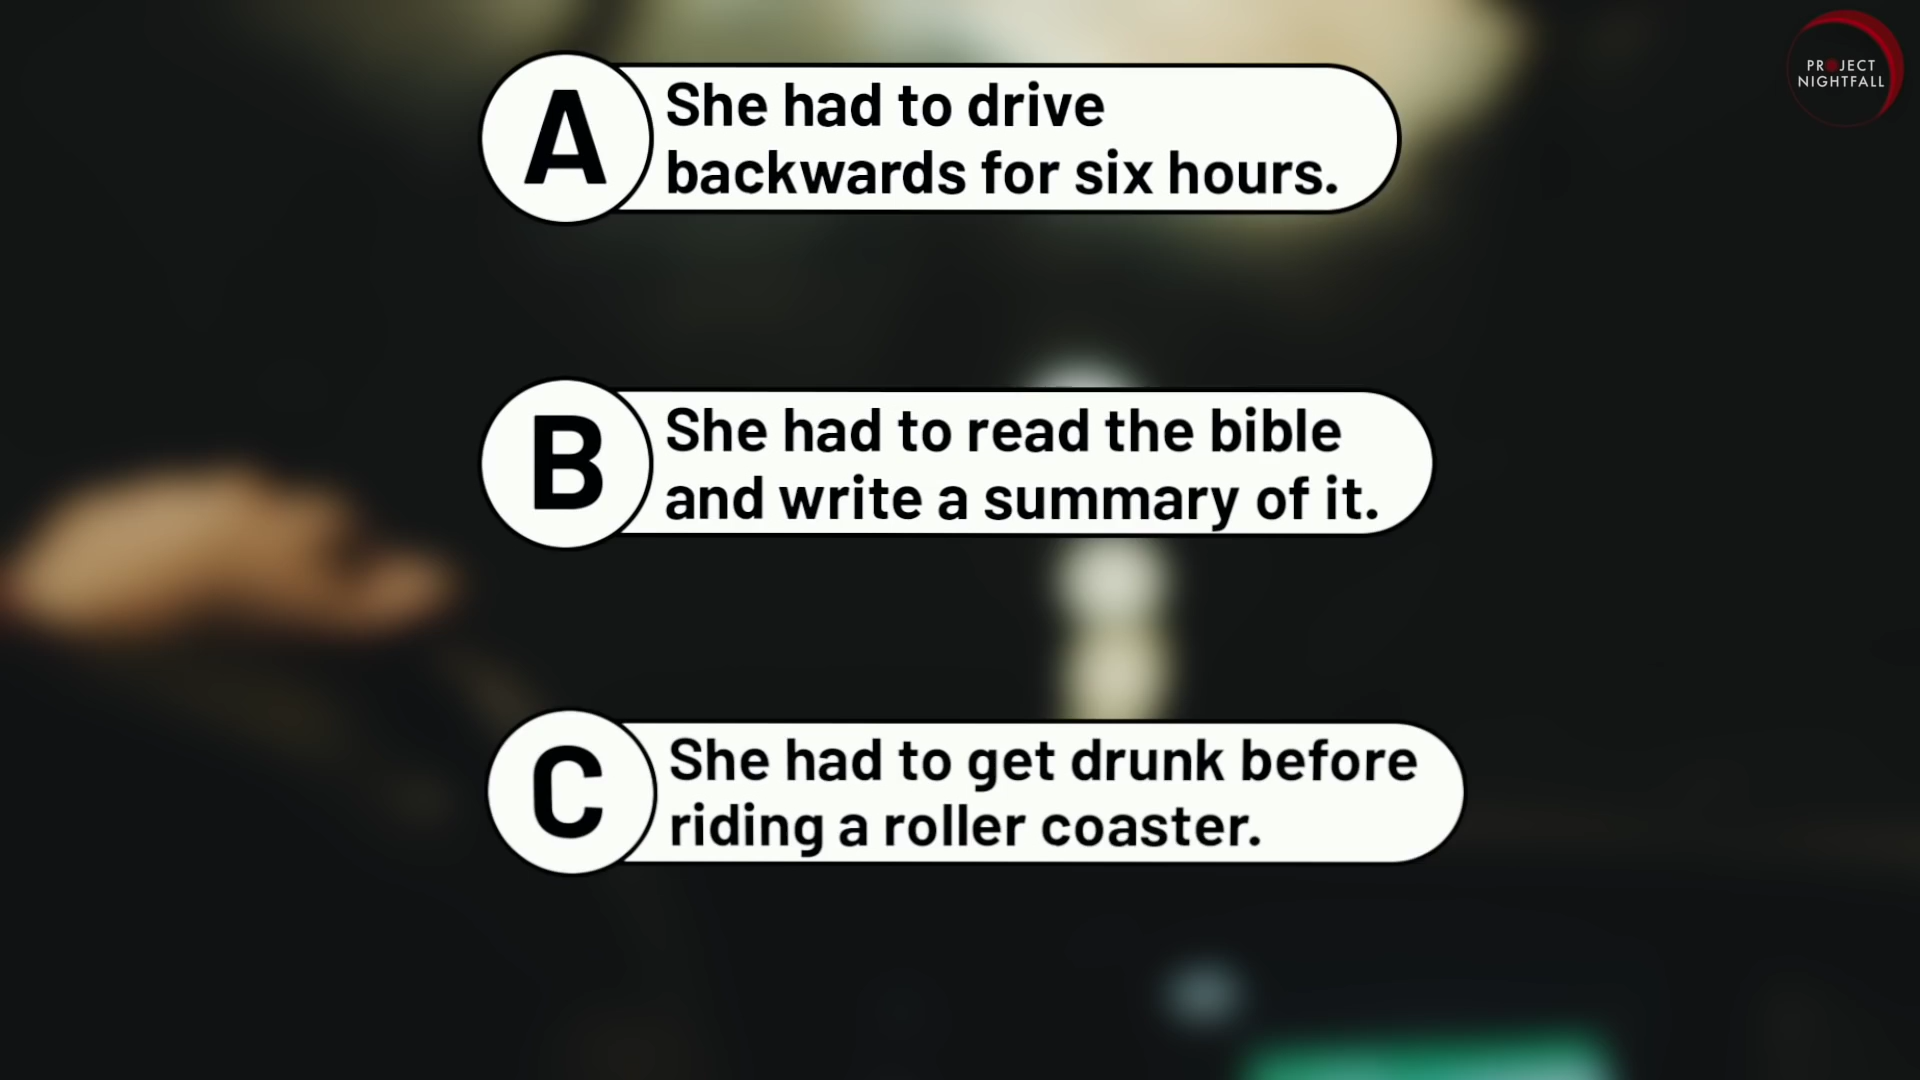 PROJECT
NIGHTFALL
A
She had to drive
backwards for six hours.
B
She had to read the bible
and write a summary of it.
C
She had to get drunk before
riding a roller coaster.